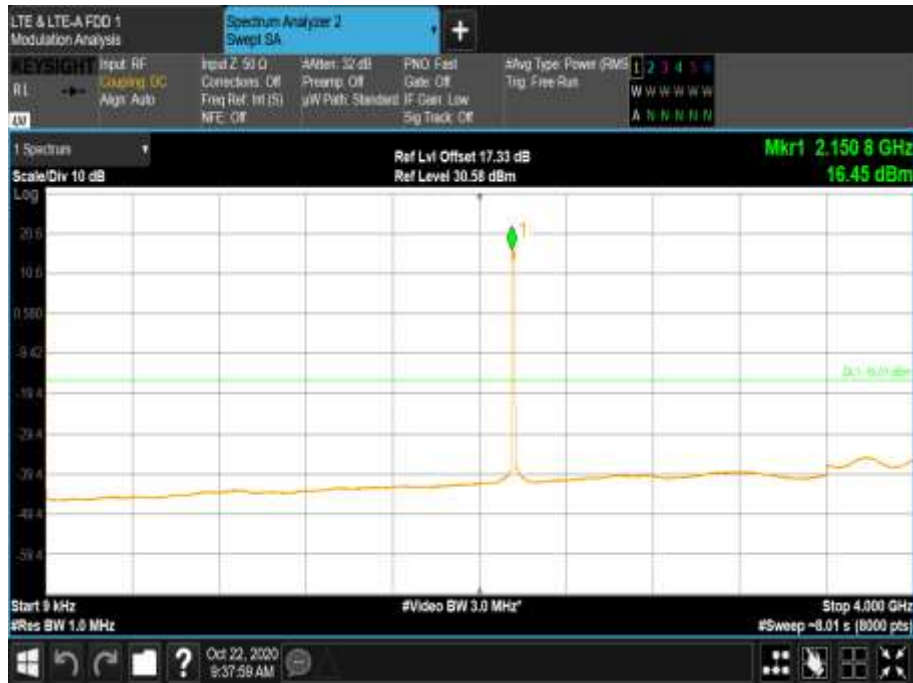 LTE & LTE-A FDD 1
Modulation Analysis
Spectrum Analyzer 2
Swept SA
+
KEYSIGHT
RL
Input: RF
Coupling: DC
Align: Auto
Input Z: 50 Ω
Corrections: Off
Freq Ref: Int (S)
NFE: Off
#Atten: 32 dB
Preamp: Off
µW Path: Standard
PNO: Fast
Gate: Off
IF Gain: Low
Sig Track: Off
#Avg Type: Power (RMS
Trig: Free Run
1 2 3 4 5 6
W W W W W W
A N N N N N
1 Spectrum
Scale/Div 10 dB
Ref Lvl Offset 17.33 dB
Ref Level 30.58 dBm
Mkr1 2.150 8 GHz
16.45 dBm
Log
20.6
10.6
0.580
-9.42
-19.4
-29.4
-39.4
-49.4
-59.4
1
Start 9 kHz
#Res BW 1.0 MHz
#Video BW 3.0 MHz*
Stop 4.000 GHz
#Sweep ~8.01 s (8000 pts)
?
Oct 22, 2020
9:37:59 AM